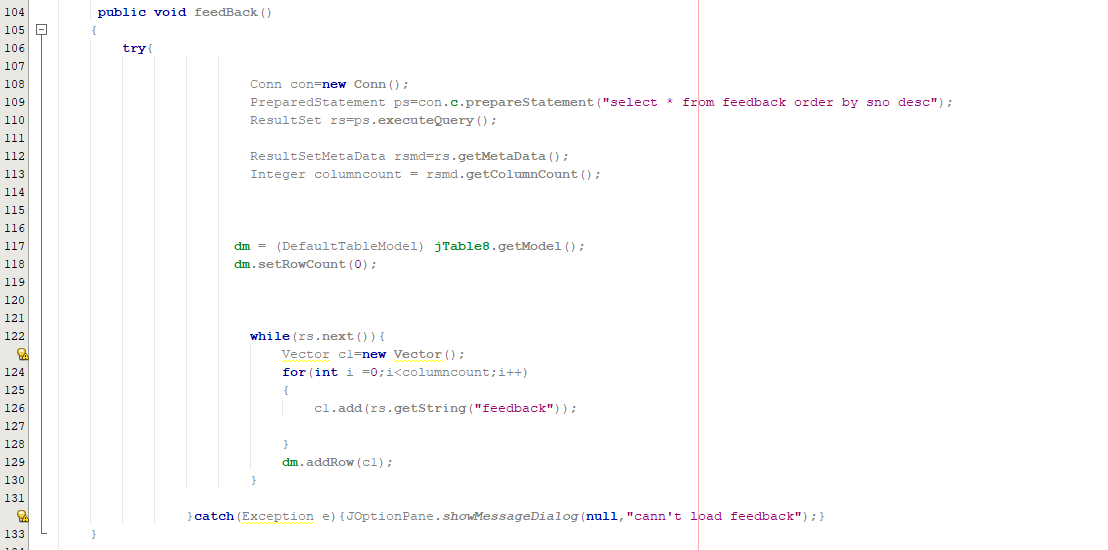 104 public void feedBack()
105 {
106 try{
107
108 Conn con=new Conn();
109 PreparedStatement ps=con.c.prepareStatement("select * from feedback order by sno desc");
110 ResultSet rs=ps.executeQuery();
111
112 ResultSetMetaData rsmd=rs.getMetaData();
113 Integer columncount = rsmd.getColumnCount();
114
115
116
117 dm = (DefaultTableModel) jTable8.getModel();
118 dm.setRowCount(0);
119
120
121
122 while(rs.next()){
Vector cl=new Vector();
124 for(int i =0;i<columncount;i++)
125 {
126 cl.add(rs.getString("feedback"));
127
128 }
129 dm.addRow(cl);
130 }
131
}catch(Exception e){JOptionPane.showMessageDialog(null,"cann't load feedback");}
133 }